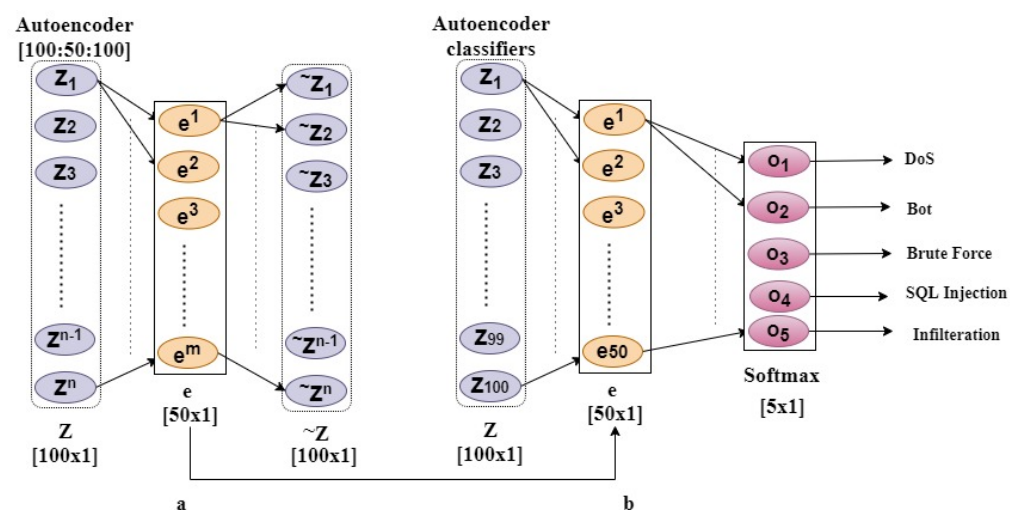 Autoencoder
[100:50:100]
Z1
Z2
Z3
Zn-1
Zn
Z
[100x1]
e1
e2
e3
em
e
[50x1]
~Z1
~Z2
~Z3
~Zn-1
~Zn
~Z
[100x1]
a
Autoencoder
classifiers
Z1
Z2
Z3
Z99
Z100
Z
[100x1]
e1
e2
e3
e50
e
[50x1]
O1
O2
O3
O4
O5
Softmax
[5x1]
DoS
Bot
Brute Force
SQL Injection
Infilteration
b